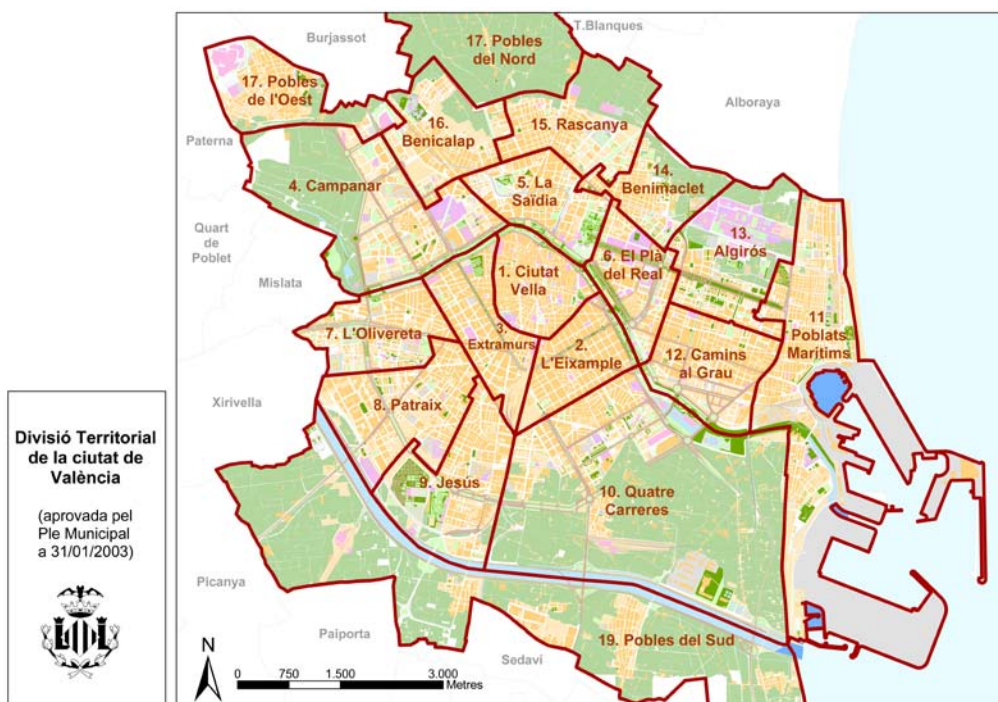 Divisió Territorial
de la ciutat de
València
(aprovada pel
Ple Municipal
a 31/01/2003)
Burjassot
T.Blanques
17. Pobles
del Nord
17. Pobles
de l'Oest
Alboraya
Paterna
16.
Benicalap
15. Rascanya
4. Campanar
5. La
Saïdia
14.
Benimaclet
Quart
de
Poblet
13.
Algirós
6. El Pla
del Real
Mislata
1. Ciutat
Vella
7. L'Olivereta
3.
Extramurs
2.
L'Eixample
11
Poblats
Marítims
12. Camins
al Grau
Xirivella
8. Patraix
9. Jesús
10. Quatre
Carreres
Picanya
Paiporta
Sedaví
19. Pobles del Sud
N
0 750 1.500 3.000
Metres